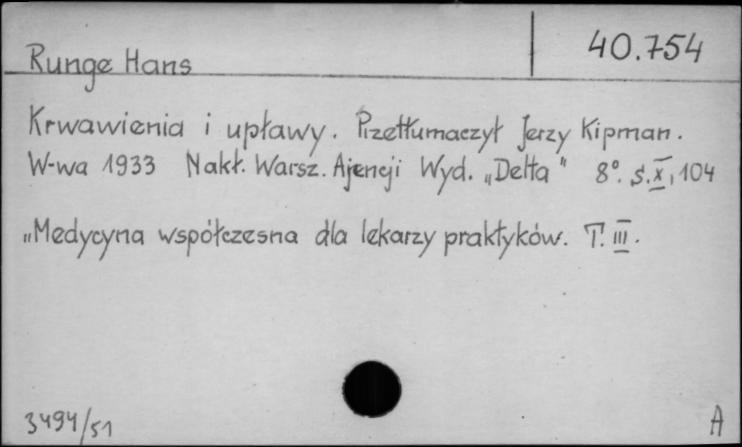 40.754
Runge Hans
Krwawienia i upławy. Przetłumaczył Jerzy Kipman.
W-wa 1933 Nakł. Warsz. Ajencji Wyd. „Delta" 8°. s. X, 104
„Medycyna współczesna dla lekarzy praktyków. T. III.
3494/51
A